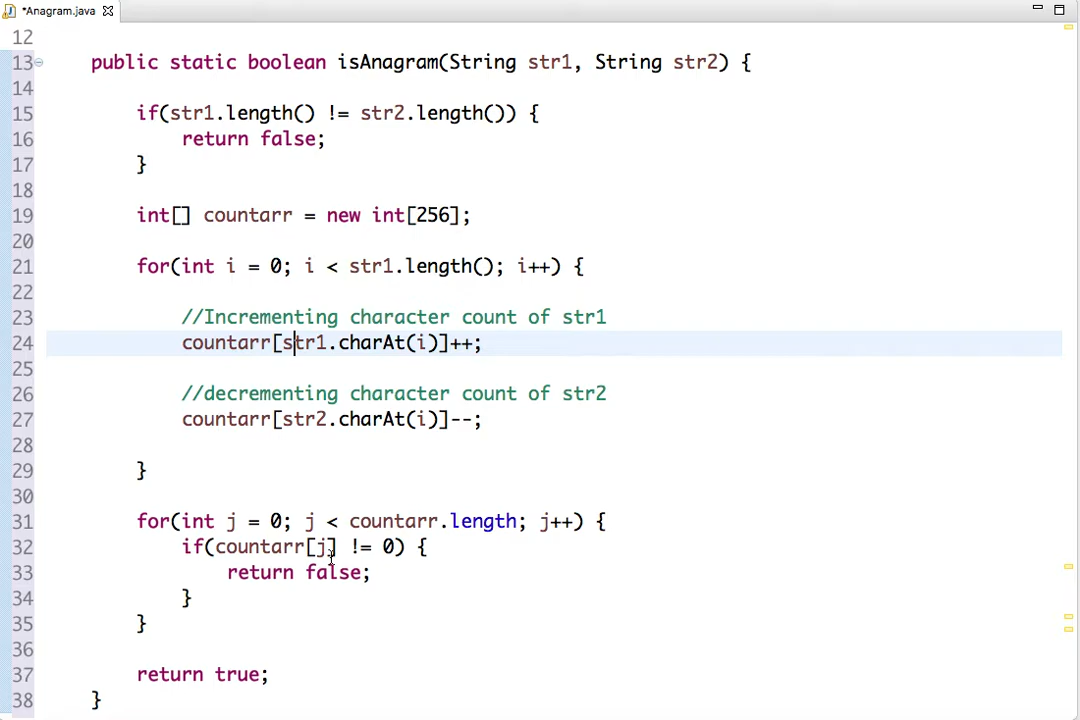 *Anagram.java
12
13 public static boolean isAnagram(String str1, String str2) {
14
15 if(str1.length() != str2.length()) {
16 return false;
17 }
18
19 int[] countarr = new int[256];
20
21 for(int i = 0; i < str1.length(); i++) {
22
23 //Incrementing character count of str1
24 countarr[str1.charAt(i)]++;
25
26 //decrementing character count of str2
27 countarr[str2.charAt(i)]--;
28
29 }
30
31 for(int j = 0; j < countarr.length; j++) {
32 if(countarr[j] != 0) {
33 return false;
34 }
35 }
36
37 return true;
38 }